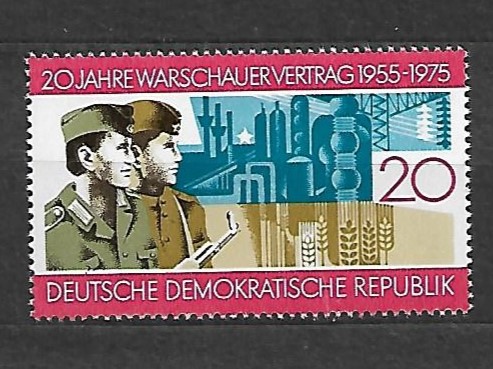 20 JAHRE WARSCHAUER VERTRAG 1955-1975
20
DEUTSCHE DEMOKRATISCHE REPUBLIK